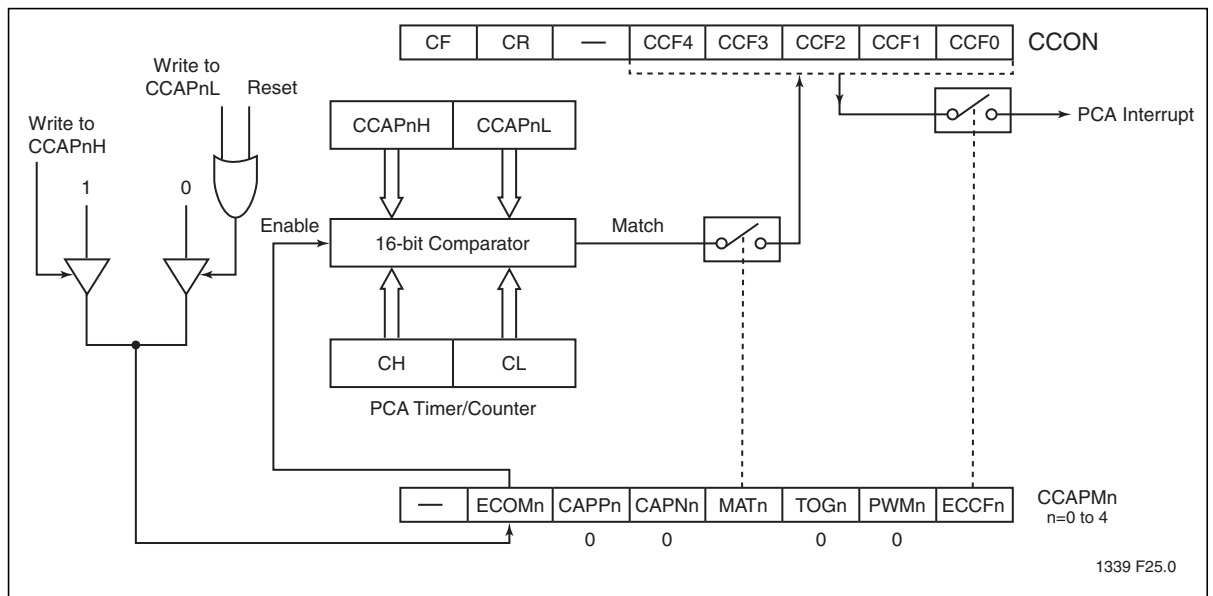 CF CR — CCF4 CCF3 CCF2 CCF1 CCF0 CCON
Write to
CCAPnL
Reset
Write to
CCAPnH
CCAPnH CCAPnL
PCA Interrupt
1 0
Enable
16-bit Comparator
Match
CH CL
PCA Timer/Counter
— ECOMn CAPPn CAPNn MATn TOGn PWMn ECCFn
CCAPMn
n=0 to 4
0 0 0 0
1339 F25.0